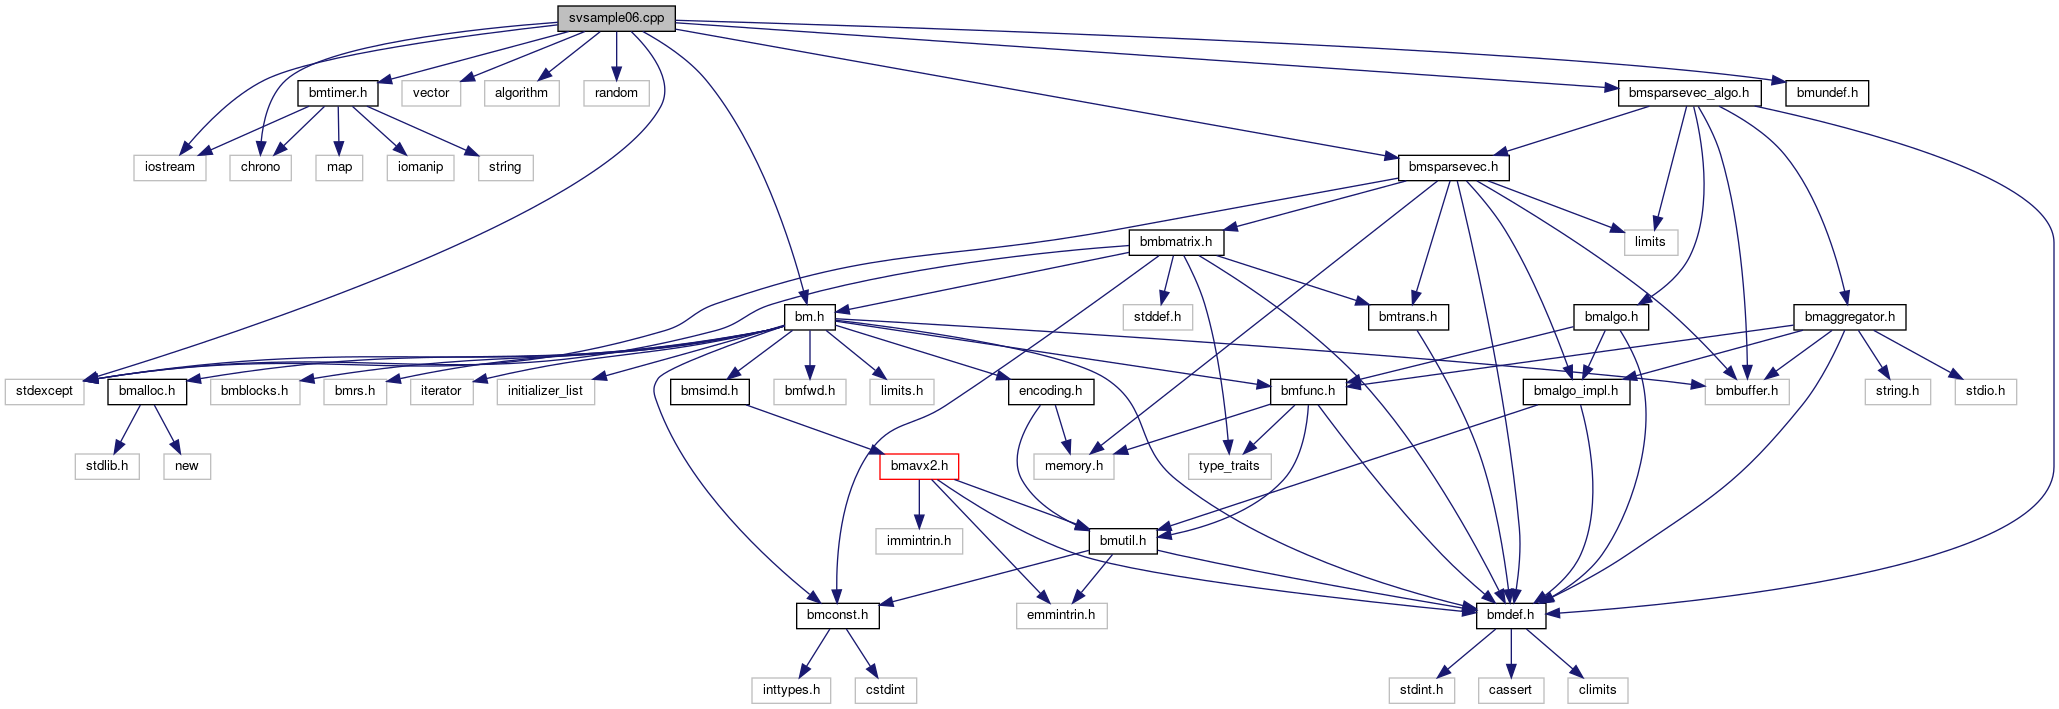 svsample06.cpp
bmtimer.h
vector
algorithm
random
bmsparsevec_algo.h
bmundef.h
iostream
chrono
map
iomanip
string
bmsparsevec.h
bmbmatrix.h
limits
bm.h
stddef.h
bmtrans.h
bmalgo.h
bmaggregator.h
stdexcept
bmalloc.h
bmblocks.h
bmrs.h
iterator
initializer_list
bmsimd.h
bmfwd.h
limits.h
encoding.h
bmfunc.h
bmalgo_impl.h
bmbuffer.h
string.h
stdio.h
stdlib.h
new
bmavx2.h
memory.h
type_traits
immintrin.h
bmutil.h
bmconst.h
emmintrin.h
bmdef.h
inttypes.h
cstdint
stdint.h
cassert
climits